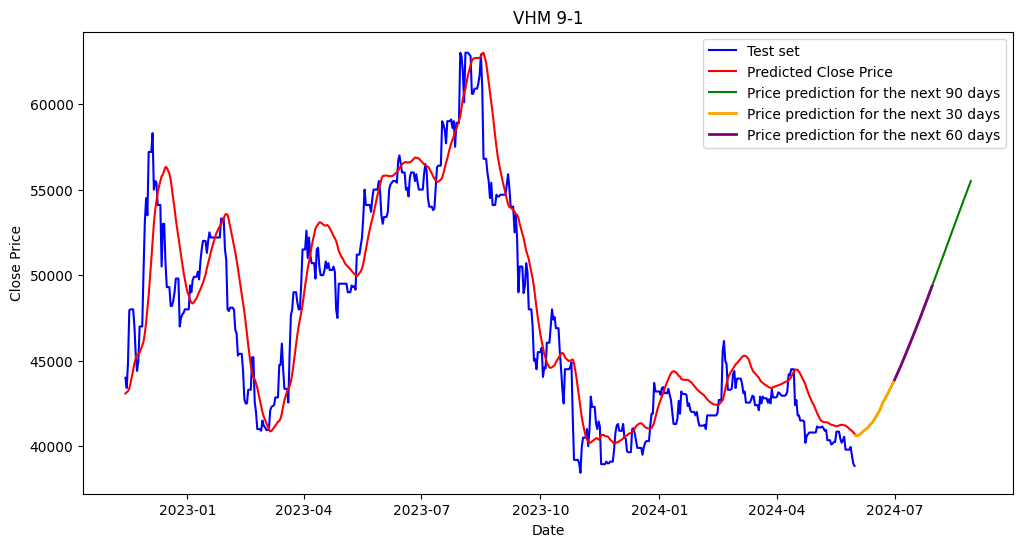 VHM 9-1
Test set
Predicted Close Price
Price prediction for the next 90 days
Price prediction for the next 30 days
Price prediction for the next 60 days
Close Price
60000
55000
50000
45000
40000
2023-01 2023-04 2023-07 2023-10 2024-01 2024-04 2024-07
Date